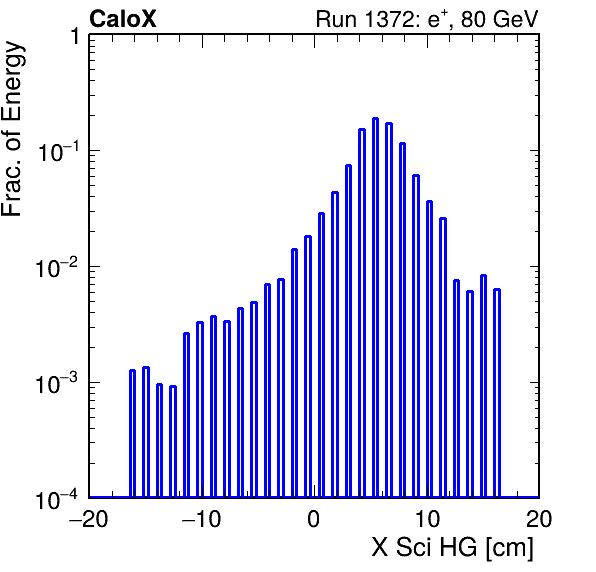 CaloX Run 1372: e⁺, 80 GeV
Frac. of Energy
1
10⁻¹
10⁻²
10⁻³
10⁻⁴
−20 −10 0 10 20
X Sci HG [cm]